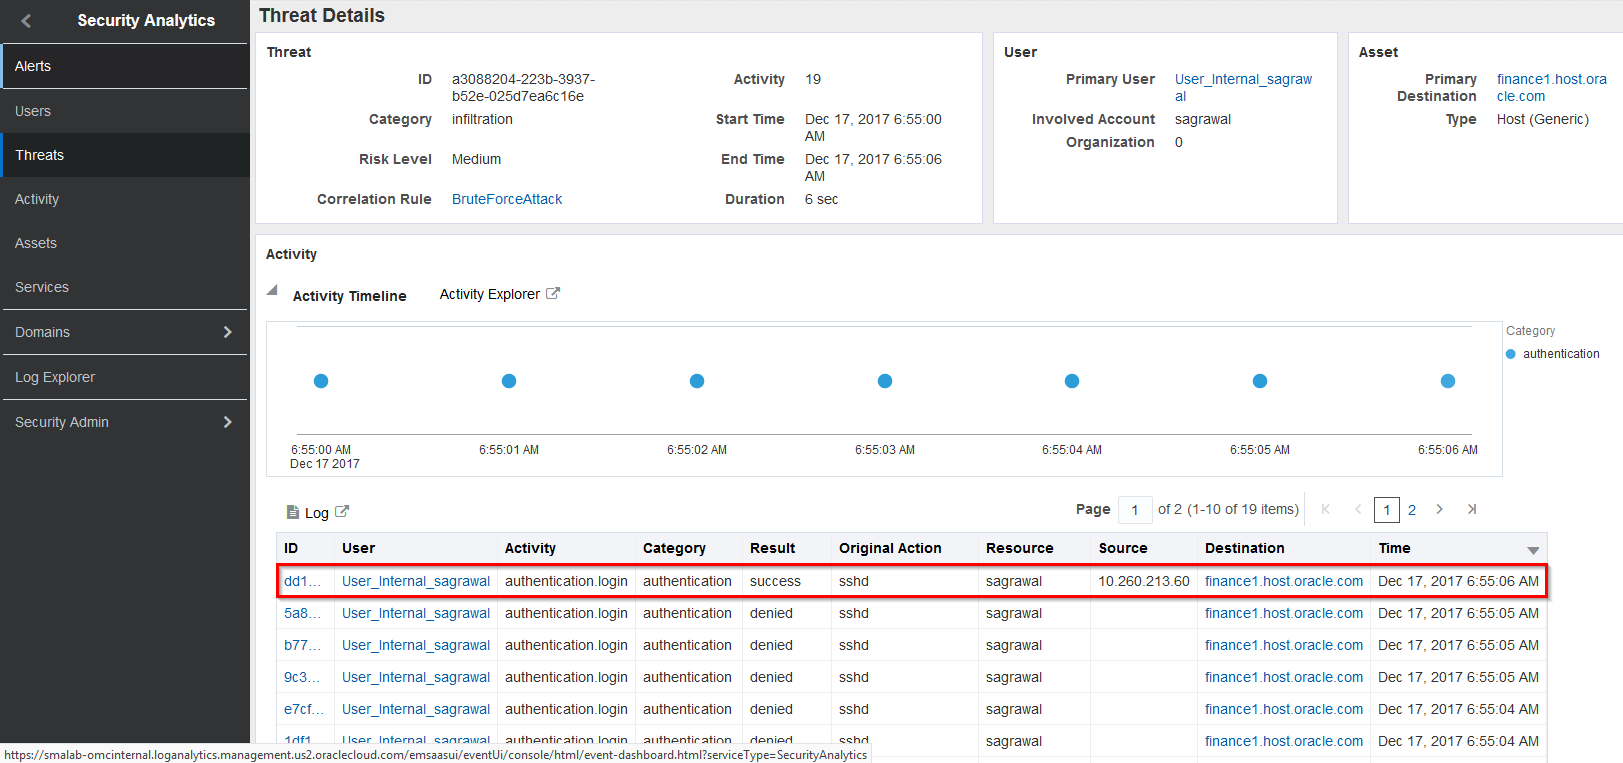 Security Analytics
Alerts
Users
Threats
Activity
Assets
Services
Domains
Log Explorer
Security Admin
Threat Details
Threat
ID a3088204-223b-3937-
b52e-025d7ea6c16e
Category infiltration
Risk Level Medium
Correlation Rule BruteForceAttack
Activity 19
Start Time Dec 17, 2017 6:55:00
AM
End Time Dec 17, 2017 6:55:06
AM
Duration 6 sec
User
Primary User User_Internal_sagraw
al
Involved Account sagrawal
Organization 0
Asset
Primary finance1.host.ora
Destination cle.com
Type Host (Generic)
Activity
Activity Timeline Activity Explorer
Category
authentication
6:55:00 AM 6:55:01 AM 6:55:02 AM 6:55:03 AM 6:55:04 AM 6:55:05 AM 6:55:06 AM
Dec 17 2017
Log Page 1 of 2 (1-10 of 19 items) 1 2
ID User Activity Category Result Original Action Resource Source Destination Time
dd1... User_Internal_sagrawal authentication.login authentication success sshd sagrawal 10.260.213.60 finance1.host.oracle.com Dec 17, 2017 6:55:06 AM
5a8... User_Internal_sagrawal authentication.login authentication denied sshd sagrawal finance1.host.oracle.com Dec 17, 2017 6:55:05 AM
b77... User_Internal_sagrawal authentication.login authentication denied sshd sagrawal finance1.host.oracle.com Dec 17, 2017 6:55:05 AM
9c3... User_Internal_sagrawal authentication.login authentication denied sshd sagrawal finance1.host.oracle.com Dec 17, 2017 6:55:05 AM
e7cf... User_Internal_sagrawal authentication.login authentication denied sshd sagrawal finance1.host.oracle.com Dec 17, 2017 6:55:04 AM
1df1... User_Internal_sagrawal authentication.login authentication denied sshd sagrawal finance1.host.oracle.com Dec 17, 2017 6:55:04 AM
https://smalab-omcinternal.loganalytics.management.us2.oraclecloud.com/emsaasui/eventUi/console/html/event-dashboard.html?serviceType=SecurityAnalytics